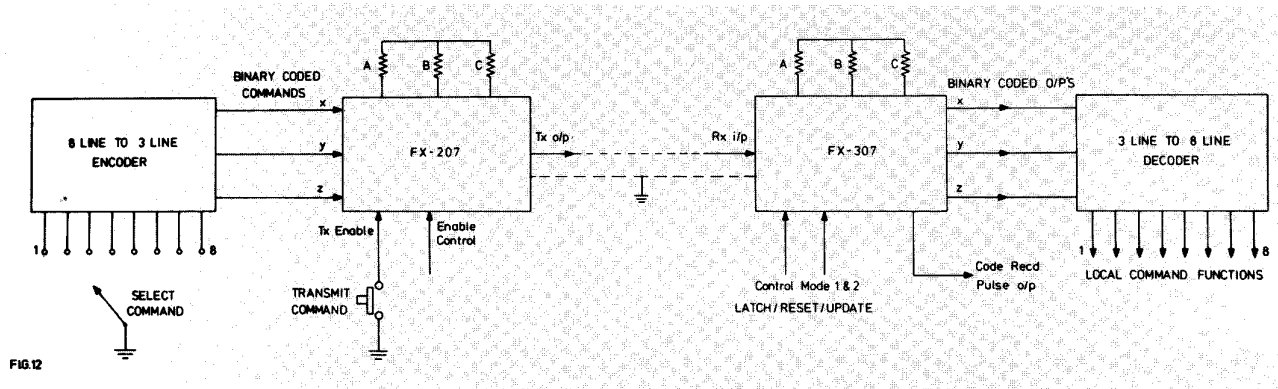 A B C
BINARY CODED
COMMANDS
x
8 LINE TO 3 LINE
ENCODER
y
z
FX-207
Tx o/p
1 8
SELECT
COMMAND
Tx Enable
Enable
Control
TRANSMIT
COMMAND
A B C
Rx i/p
FX-307
BINARY CODED O/P'S
x
y
z
3 LINE TO 8 LINE
DECODER
Control Mode 1 & 2
LATCH/RESET/UPDATE
Code Recd
Pulse o/p
1 8
LOCAL COMMAND FUNCTIONS
FIG.12